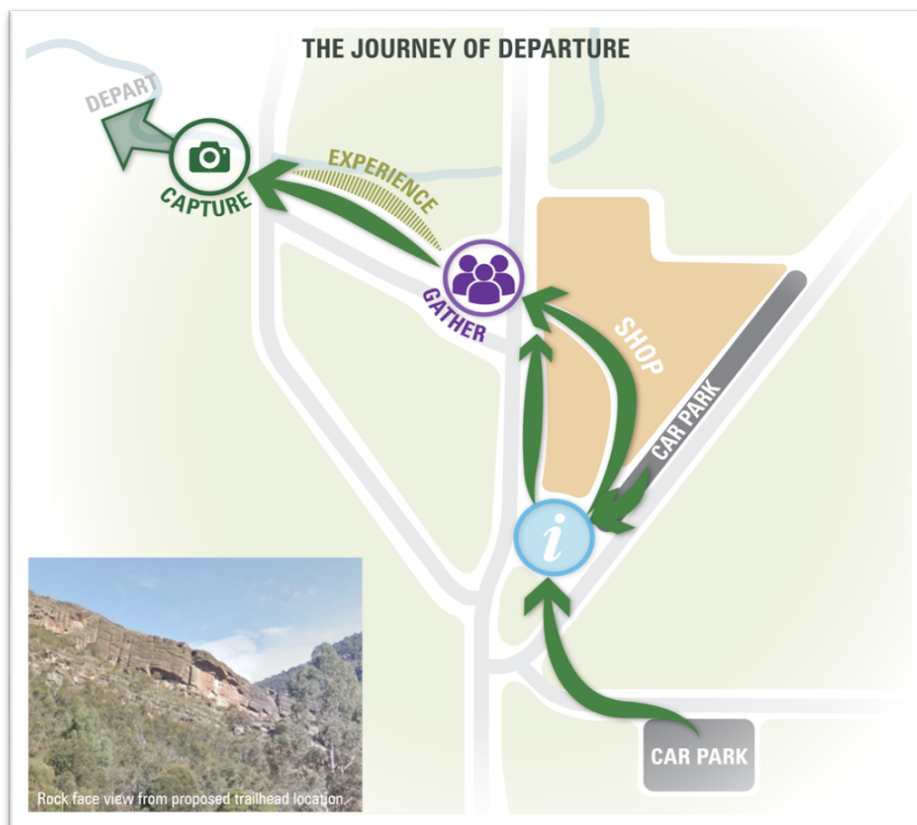 THE JOURNEY OF DEPARTURE
DEPART
CAPTURE
EXPERIENCE
GATHER
SHOP
CAR PARK
i
CAR PARK
Rock face view from proposed trailhead location